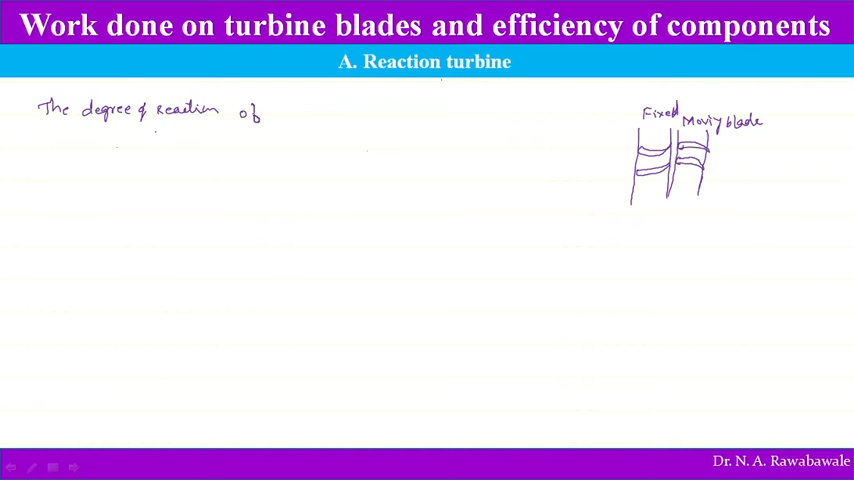 Work done on turbine blades and efficiency of components
A. Reaction turbine
The degree of Reaction of
Fixed
Moving blade
Dr. N. A. Rawabawale